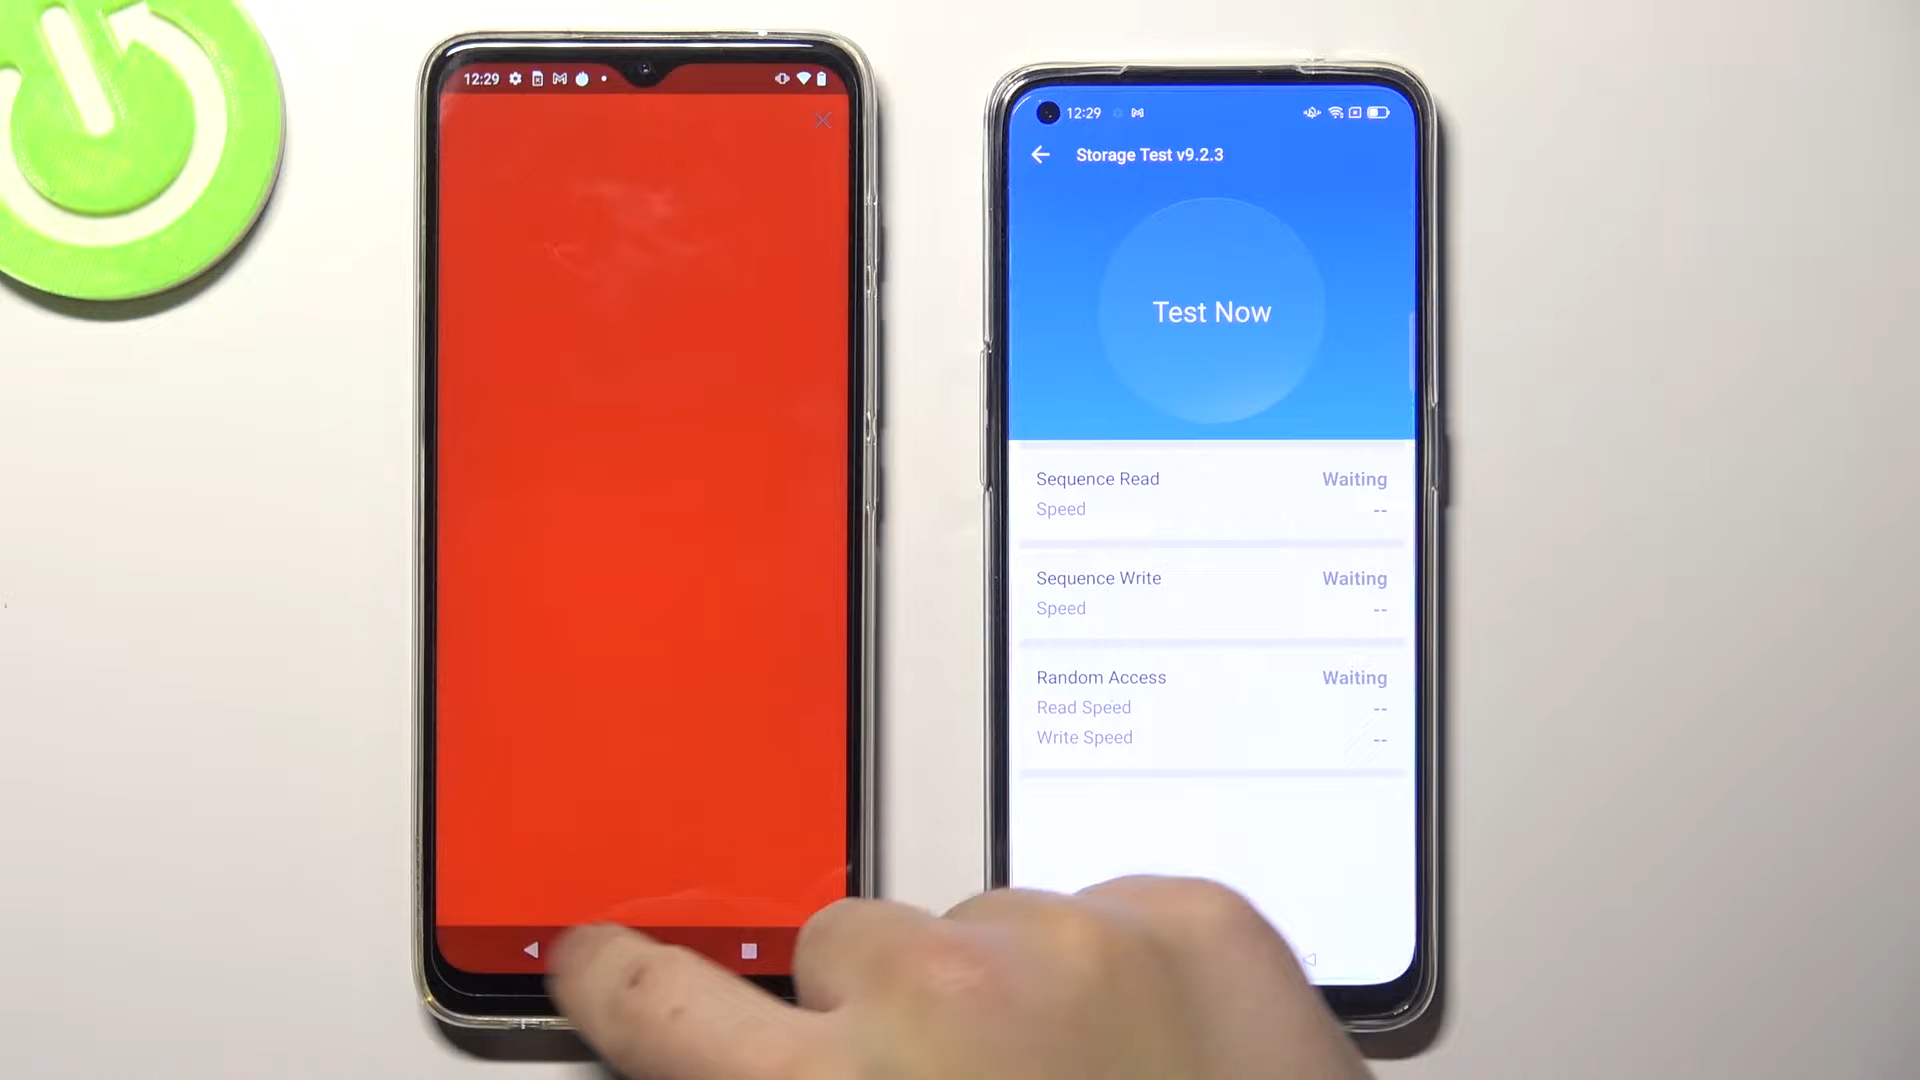 12:29
12:29
Storage Test v9.2.3
Test Now
Sequence Read Waiting
Speed --
Sequence Write Waiting
Speed --
Random Access Waiting
Read Speed --
Write Speed --